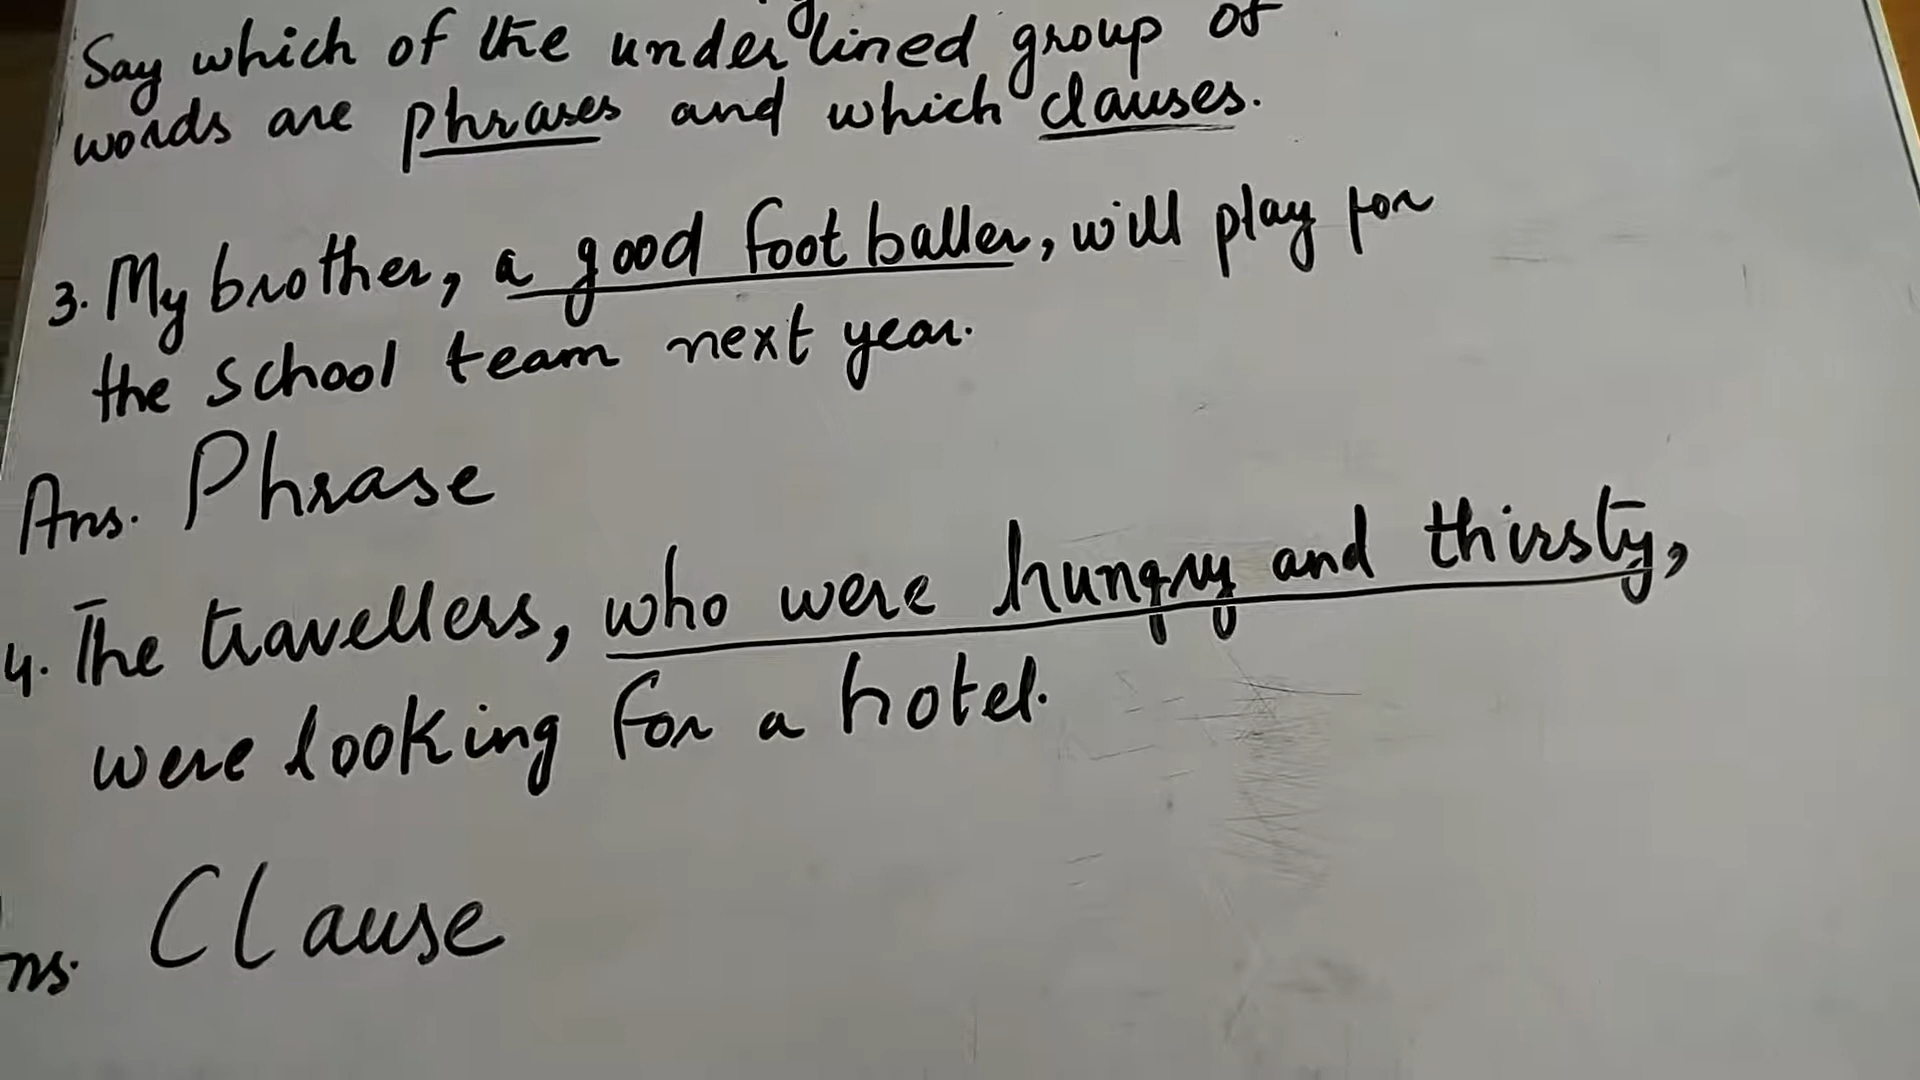 Say which of the underlined group of
words are phrases and which clauses.
3. My brother, a good foot baller, will play for
the school team next year.
Ans. Phrase
4. The travellers, who were hungry and thirsty,
were looking for a hotel.
ns. Clause